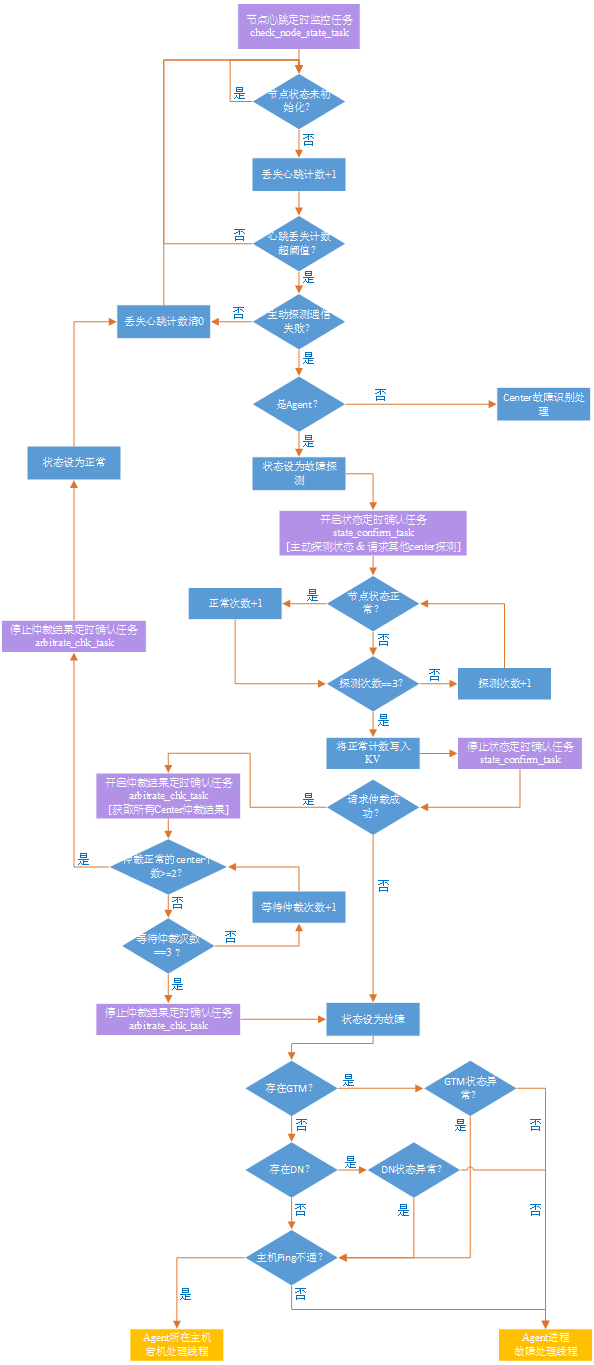 节点心跳定时监控任务
check_node_state_task
节点状态未初
始化?
是
否
丢失心跳计数+1
心跳丢失计数
超阈值?
否
是
主动探测通信
失败?
否
丢失心跳计数清0
是
是Agent?
否
Center故障识别处
理
是
状态设为正常
状态设为故障探
测
开启状态定时确认任务
state_confirm_task
[主动探测状态 & 请求其他center探测]
节点状态正
常?
是
正常次数+1
否
停止仲裁结果定时确认任务
arbitrate_chk_task
探测次数==3?
否
探测次数+1
是
将正常计数写入
KV
停止状态定时确认任务
state_confirm_task
开启仲裁结果定时确认任务
arbitrate_chk_task
[获取所有Center仲裁结果]
是
请求仲裁成
功?
仲裁正常的center个
数>=2?
是
否
否
等待仲裁次数+1
等待仲裁次数
==3 ?
否
是
停止仲裁结果定时确认任务
arbitrate_chk_task
状态设为故障
存在GTM?
是
GTM状态异
常?
否
是
否
存在DN?
是
DN状态异常?
否
是
否
主机Ping不通?
是
否
Agent所在主机
宕机处理线程
Agent进程
故障处理线程